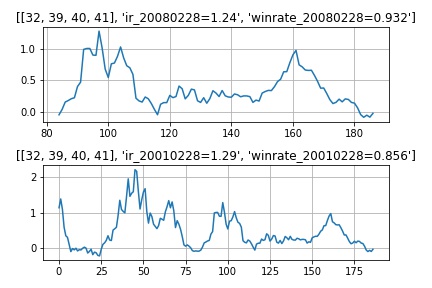 [[32, 39, 40, 41], 'ir_20080228=1.24', 'winrate_20080228=0.932']
1.0
0.5
0.0
80 100 120 140 160 180
[[32, 39, 40, 41], 'ir_20010228=1.29', 'winrate_20010228=0.856']
2
1
0
0 25 50 75 100 125 150 175